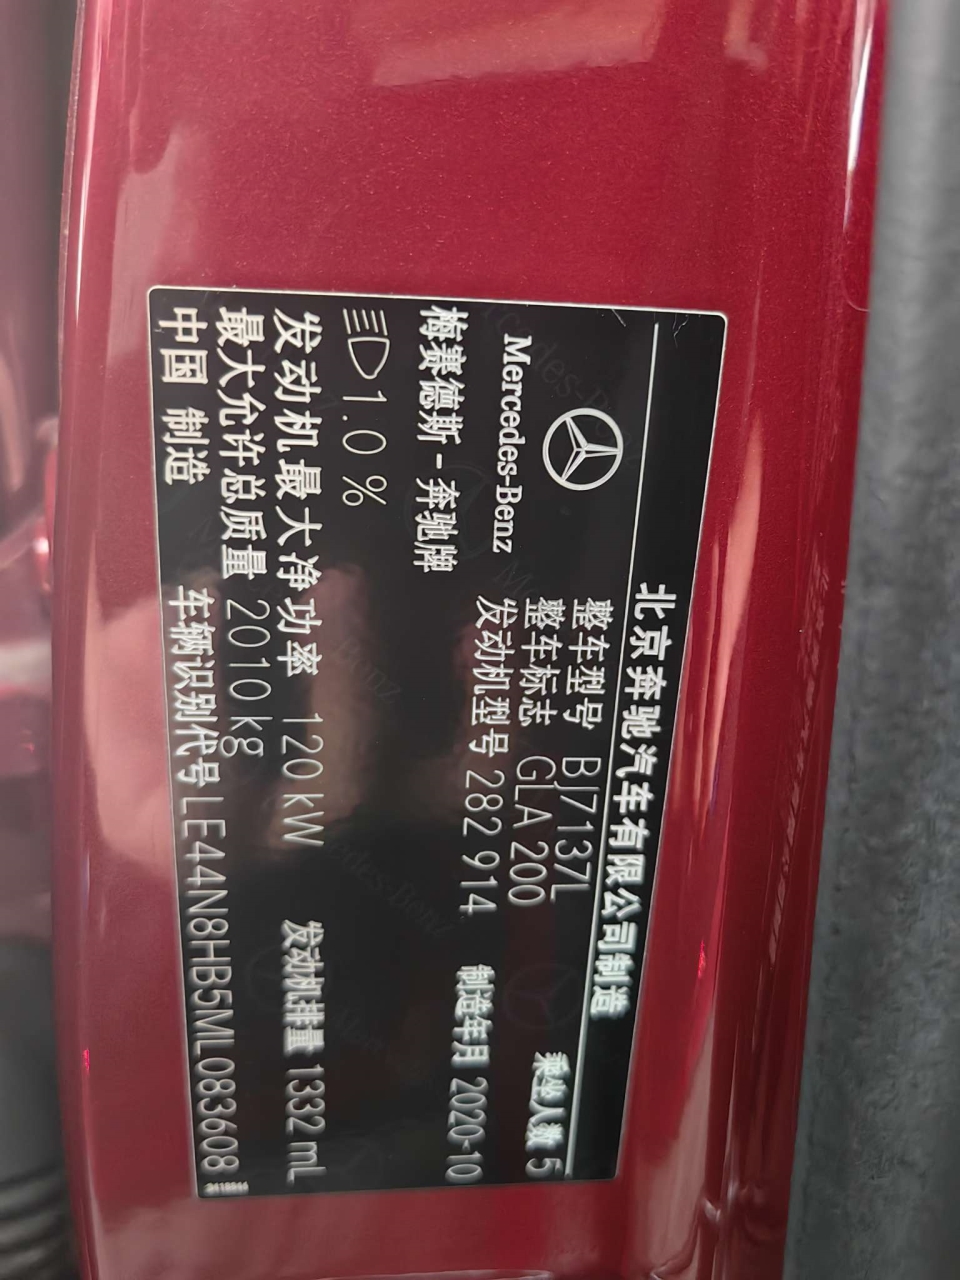 北京奔驰汽车有限公司制造
Mercedes-Benz
整车型号 BJ7137L 乘坐人数 5
整车标志 GLA 200
梅赛德斯-奔驰牌 发动机型号 282 914 制造年月 2020-10
1.0 %
发动机最大净功率 120 kW 发动机排量 1332 mL
最大允许总质量 2010 kg
中国 制造 车辆识别代号 LE44N8HB5ML083608